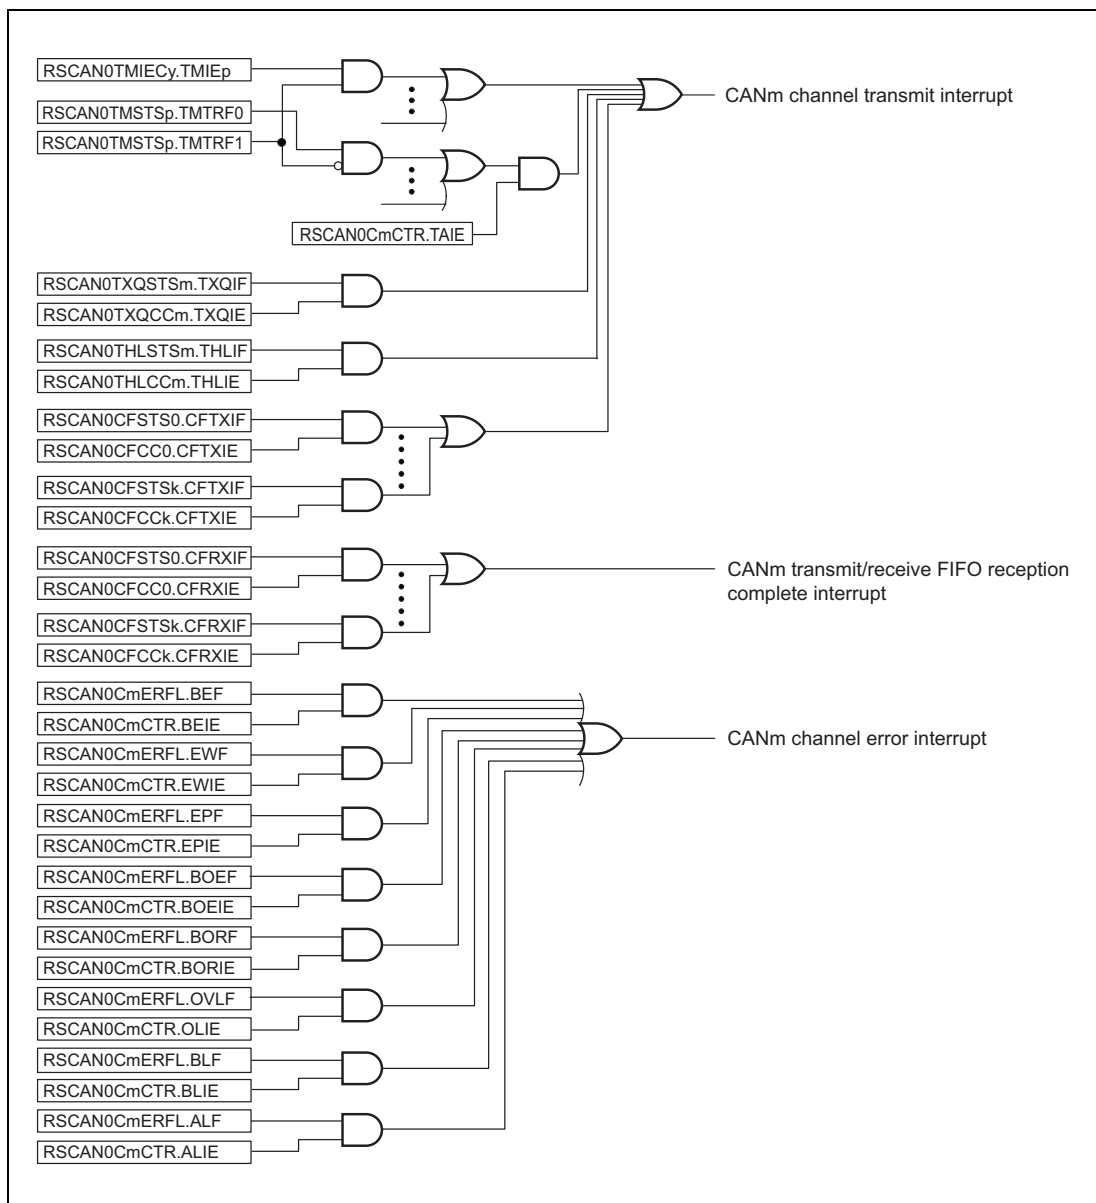 RSCAN0TMIECy.TMIEp
RSCAN0TMSTSp.TMTRF0
RSCAN0TMSTSp.TMTRF1
CANm channel transmit interrupt
RSCAN0CmCTR.TAIE
RSCAN0TXQSTSm.TXQIF
RSCAN0TXQCCm.TXQIE
RSCAN0THLSTSm.THLIF
RSCAN0THLCCm.THLIE
RSCAN0CFSTS0.CFTXIF
RSCAN0CFCC0.CFTXIE
RSCAN0CFSTSk.CFTXIF
RSCAN0CFCCk.CFTXIE
RSCAN0CFSTS0.CFRXIF
RSCAN0CFCC0.CFRXIE
RSCAN0CFSTSk.CFRXIF
RSCAN0CFCCk.CFRXIE
CANm transmit/receive FIFO reception
complete interrupt
RSCAN0CmERFL.BEF
RSCAN0CmCTR.BEIE
RSCAN0CmERFL.EWF
RSCAN0CmCTR.EWIE
RSCAN0CmERFL.EPF
RSCAN0CmCTR.EPIE
RSCAN0CmERFL.BOEF
RSCAN0CmCTR.BOEIE
RSCAN0CmERFL.BORF
RSCAN0CmCTR.BORIE
RSCAN0CmERFL.OVLF
RSCAN0CmCTR.OLIE
RSCAN0CmERFL.BLF
RSCAN0CmCTR.BLIE
RSCAN0CmERFL.ALF
RSCAN0CmCTR.ALIE
CANm channel error interrupt